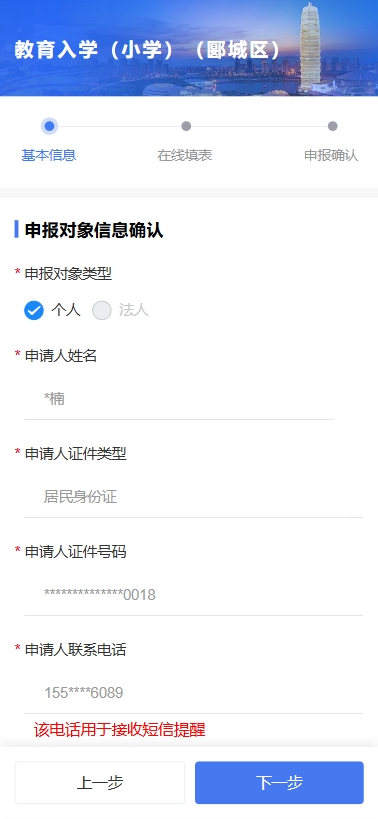 教育入学（小学）（郾城区）
基本信息 在线填表 申报确认
申报对象信息确认
* 申报对象类型
个人 法人
* 申请人姓名
*楠
* 申请人证件类型
居民身份证
* 申请人证件号码
**************0018
* 申请人联系电话
155****6089
该电话用于接收短信提醒
上一步 下一步